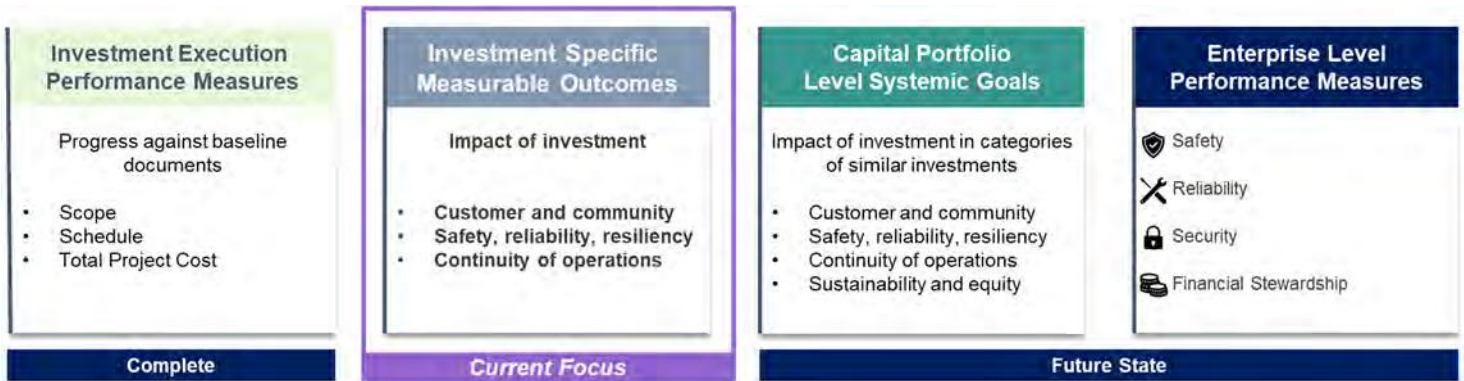 Investment Execution
Performance Measures
Progress against baseline
documents
• Scope
• Schedule
• Total Project Cost
Complete
Investment Specific
Measurable Outcomes
Impact of investment
• Customer and community
• Safety, reliability, resiliency
• Continuity of operations
Current Focus
Capital Portfolio
Level Systemic Goals
Impact of investment in categories
of similar investments
• Customer and community
• Safety, reliability, resiliency
• Continuity of operations
• Sustainability and equity
Enterprise Level
Performance Measures
Safety
Reliability
Security
Financial Stewardship
Future State